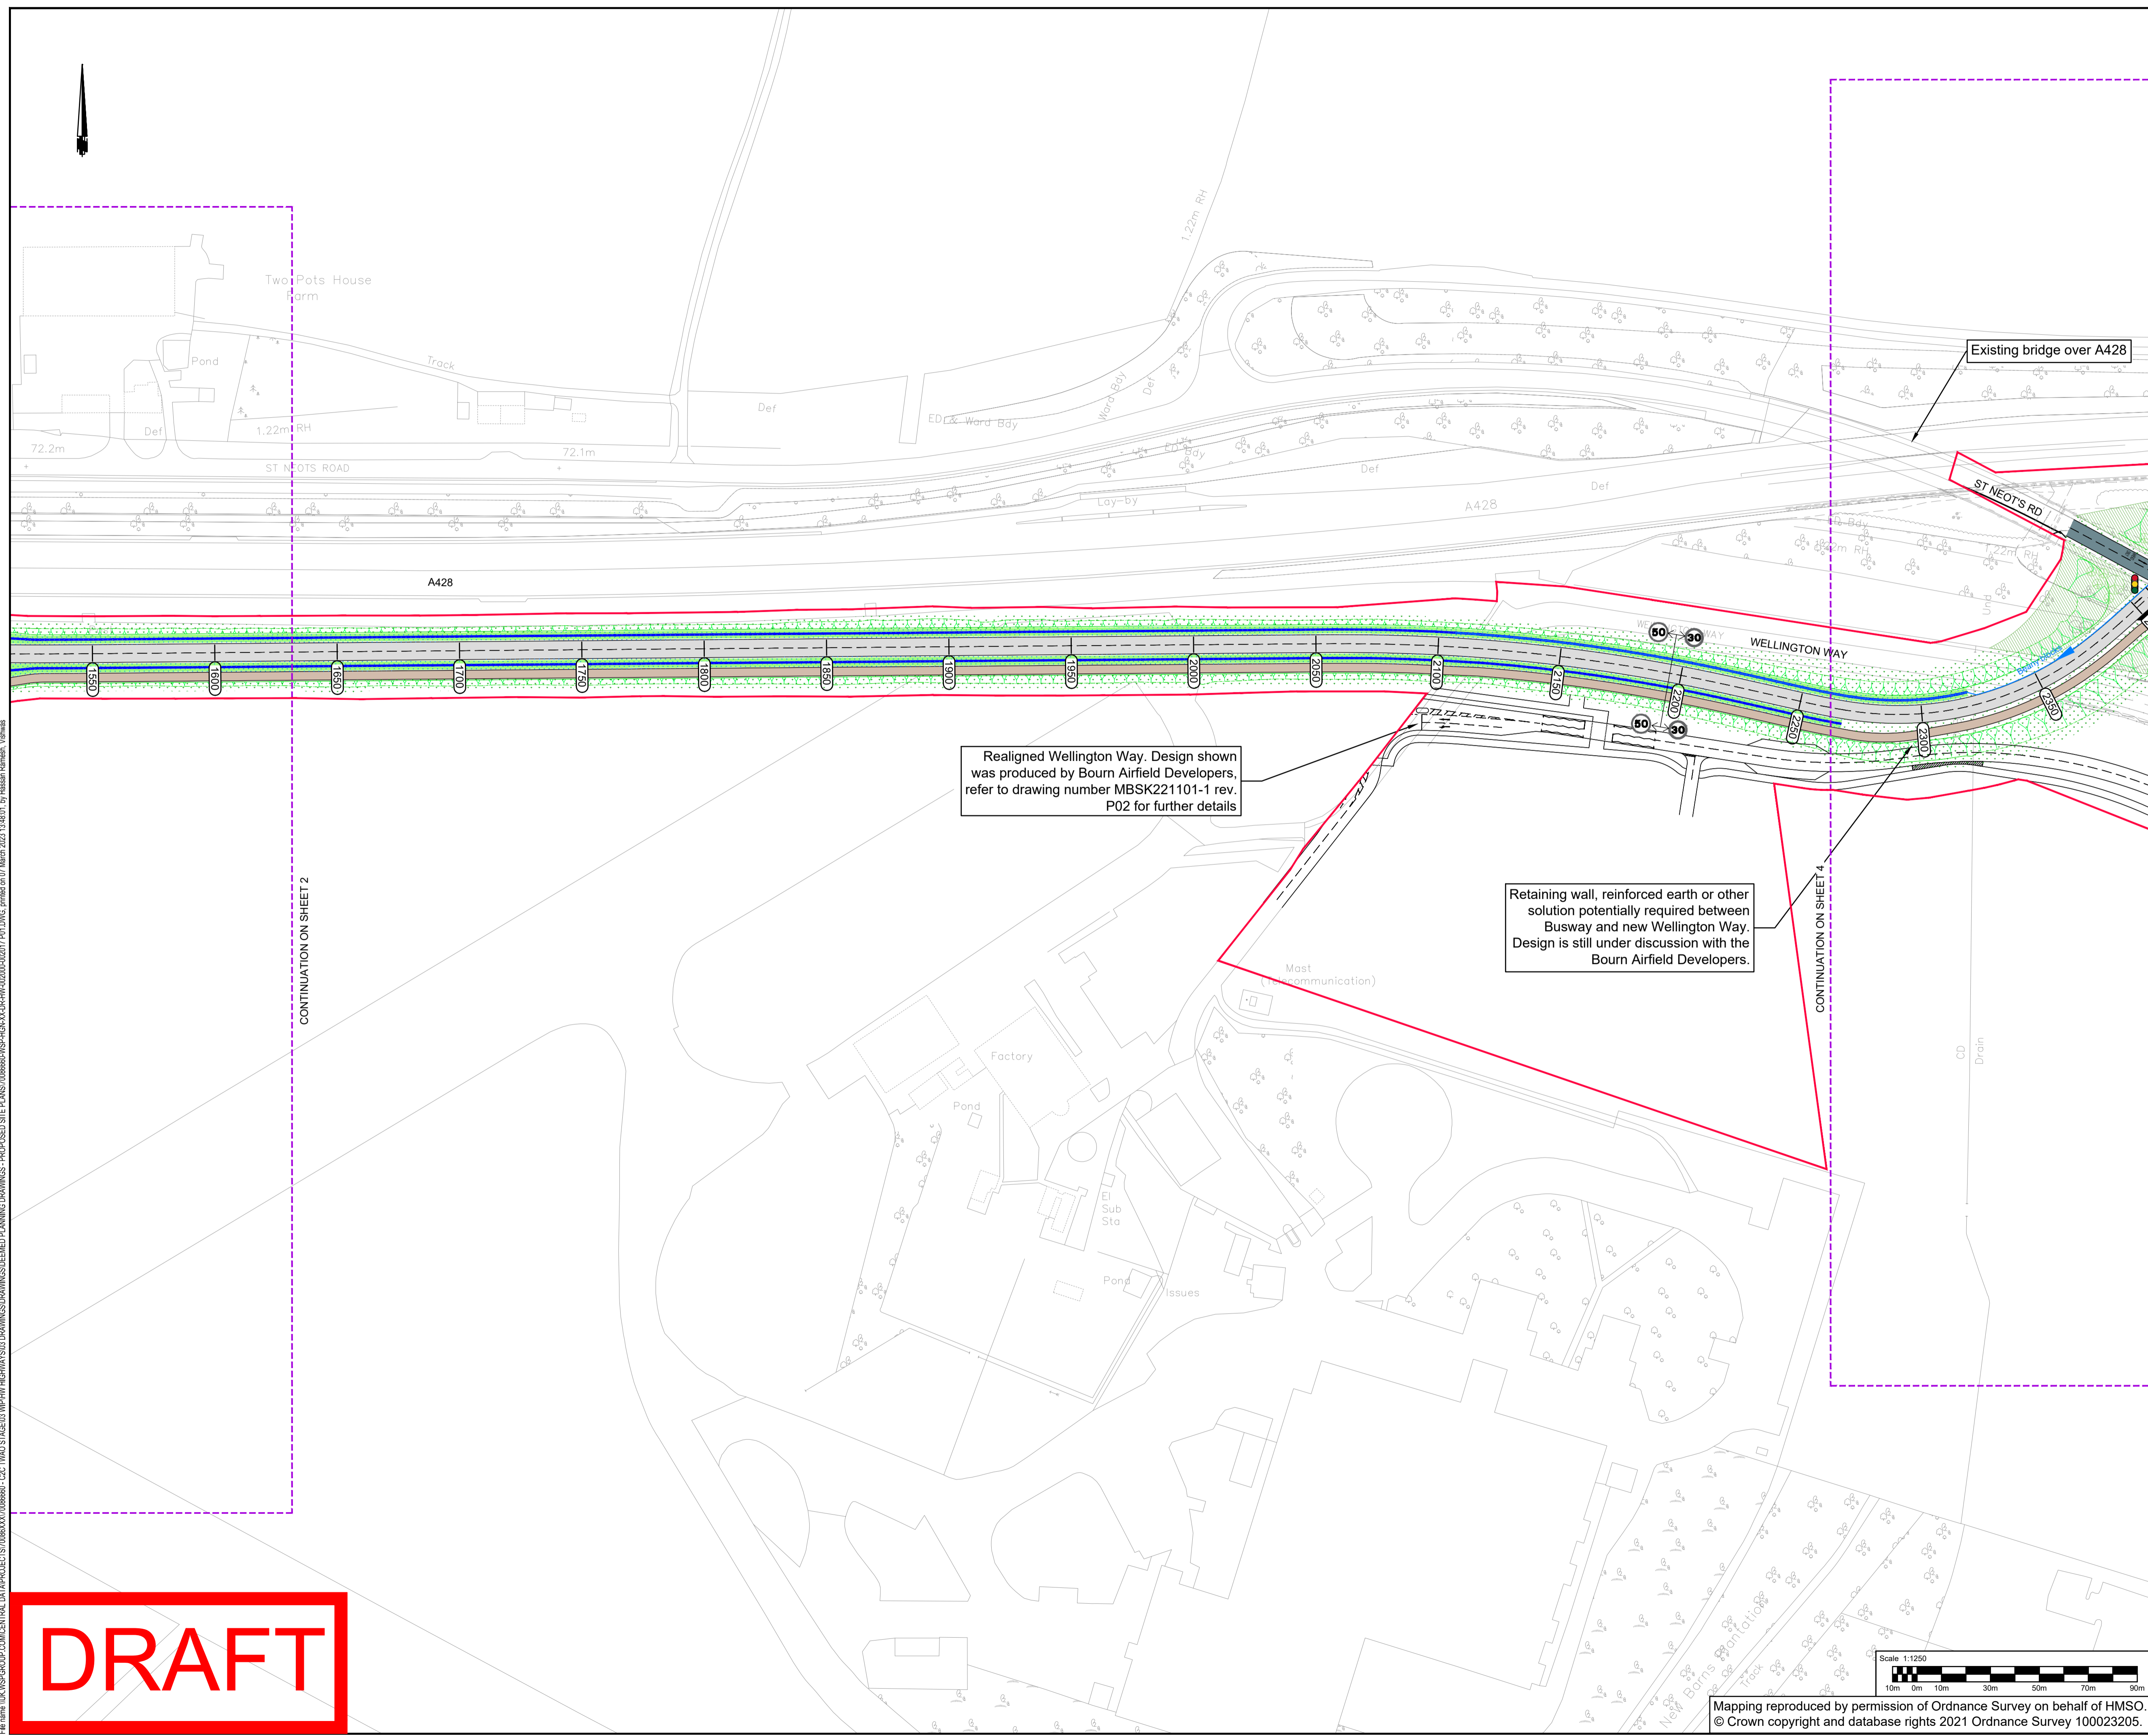 Two Pots House
Farm
Pond
Track
Def
1.22m RH
72.2m
72.1m
ST NEOTS ROAD
Def
ED & Ward Bdy
Ward Bdy
Def
1.22m RH
Lay-by
Def
A428
Def
Existing bridge over A428
ST NEOT'S RD
1.22m RH
A428
WELLINGTON WAY
50
30
50
30
1550
1600
1650
1700
1750
1800
1850
1900
1950
2000
2050
2100
2150
2200
2250
2300
2350
Realigned Wellington Way. Design shown
was produced by Bourn Airfield Developers,
refer to drawing number MBSK221101-1 rev.
P02 for further details
Retaining wall, reinforced earth or other
solution potentially required between
Busway and new Wellington Way.
Design is still under discussion with the
Bourn Airfield Developers.
CONTINUATION ON SHEET 2
CONTINUATION ON SHEET 4
Mast
(Telecommunication)
Factory
Pond
El
Sub
Sta
Pond
Issues
CD
Drain
New Barns Plantation
Track
DRAFT
Scale 1:1250
10m 0m 10m 30m 50m 70m 90m
Mapping reproduced by permission of Ordnance Survey on behalf of HMSO.
© Crown copyright and database rights 2021 Ordnance Survey 100023205.